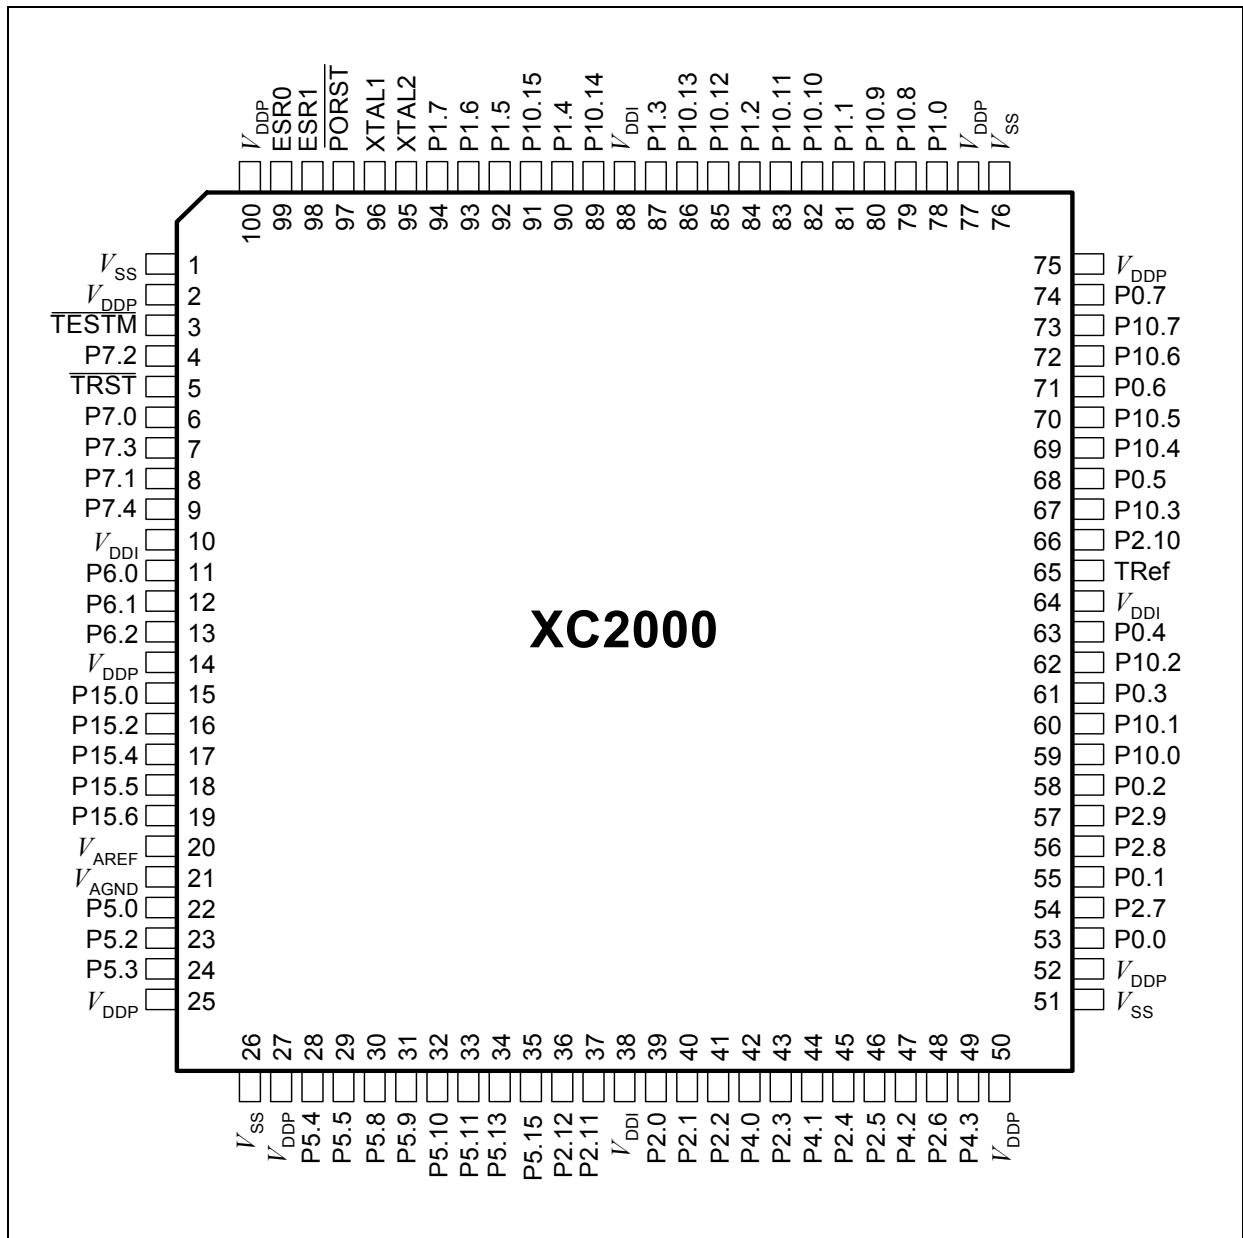 VDDP
ESR0
ESR1
PORST
XTAL1
XTAL2
P1.7
P1.6
P1.5
P10.15
P1.4
P10.14
VDDI
P1.3
P10.13
P10.12
P1.2
P10.11
P10.10
P1.1
P10.9
P10.8
P1.0
VDDP
VSS
100
99
98
97
96
95
94
93
92
91
90
89
88
87
86
85
84
83
82
81
80
79
78
77
76
VSS 1
VDDP 2
TESTM 3
P7.2 4
TRST 5
P7.0 6
P7.3 7
P7.1 8
P7.4 9
VDDI 10
P6.0 11
P6.1 12
P6.2 13
VDDP 14
P15.0 15
P15.2 16
P15.4 17
P15.5 18
P15.6 19
VAREF 20
VAGND 21
P5.0 22
P5.2 23
P5.3 24
VDDP 25
XC2000
75 VDDP
74 P0.7
73 P10.7
72 P10.6
71 P0.6
70 P10.5
69 P10.4
68 P0.5
67 P10.3
66 P2.10
65 TRef
64 VDDI
63 P0.4
62 P10.2
61 P0.3
60 P10.1
59 P10.0
58 P0.2
57 P2.9
56 P2.8
55 P0.1
54 P2.7
53 P0.0
52 VDDP
51 VSS
26
27
28
29
30
31
32
33
34
35
36
37
38
39
40
41
42
43
44
45
46
47
48
49
50
VSS
VDDP
P5.4
P5.5
P5.8
P5.9
P5.10
P5.11
P5.13
P5.15
P2.12
P2.11
VDDI
P2.0
P2.1
P2.2
P4.0
P2.3
P4.1
P2.4
P2.5
P4.2
P2.6
P4.3
VDDP